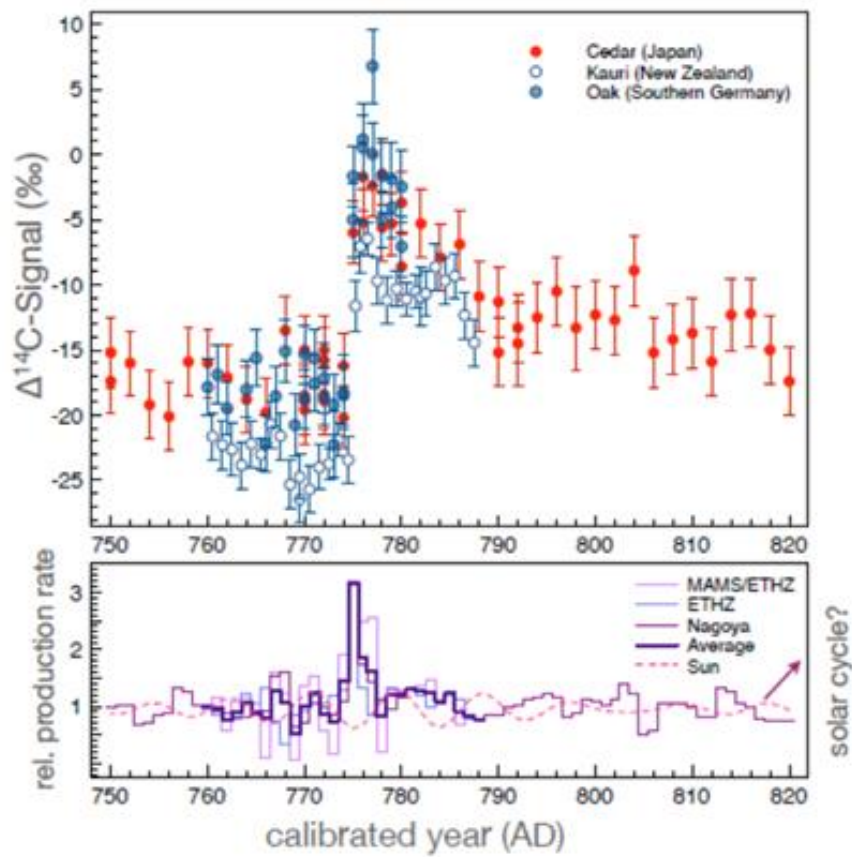 10
5
0
-5
-10
-15
-20
-25
Δ¹⁴C-Signal (‰)
Cedar (Japan)
Kauri (New Zealand)
Oak (Southern Germany)
750 760 770 780 790 800 810 820
rel. production rate
3
2
1
MAMS/ETHZ
ETHZ
Nagoya
Average
Sun
solar cycle?
750 760 770 780 790 800 810 820
calibrated year (AD)